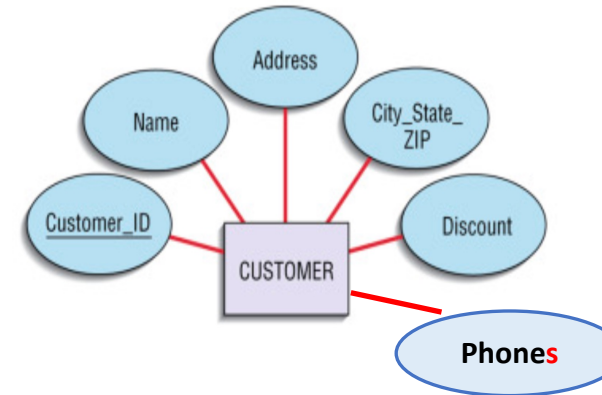 Address
Name
City_State_
ZIP
Customer_ID
Discount
CUSTOMER
Phones